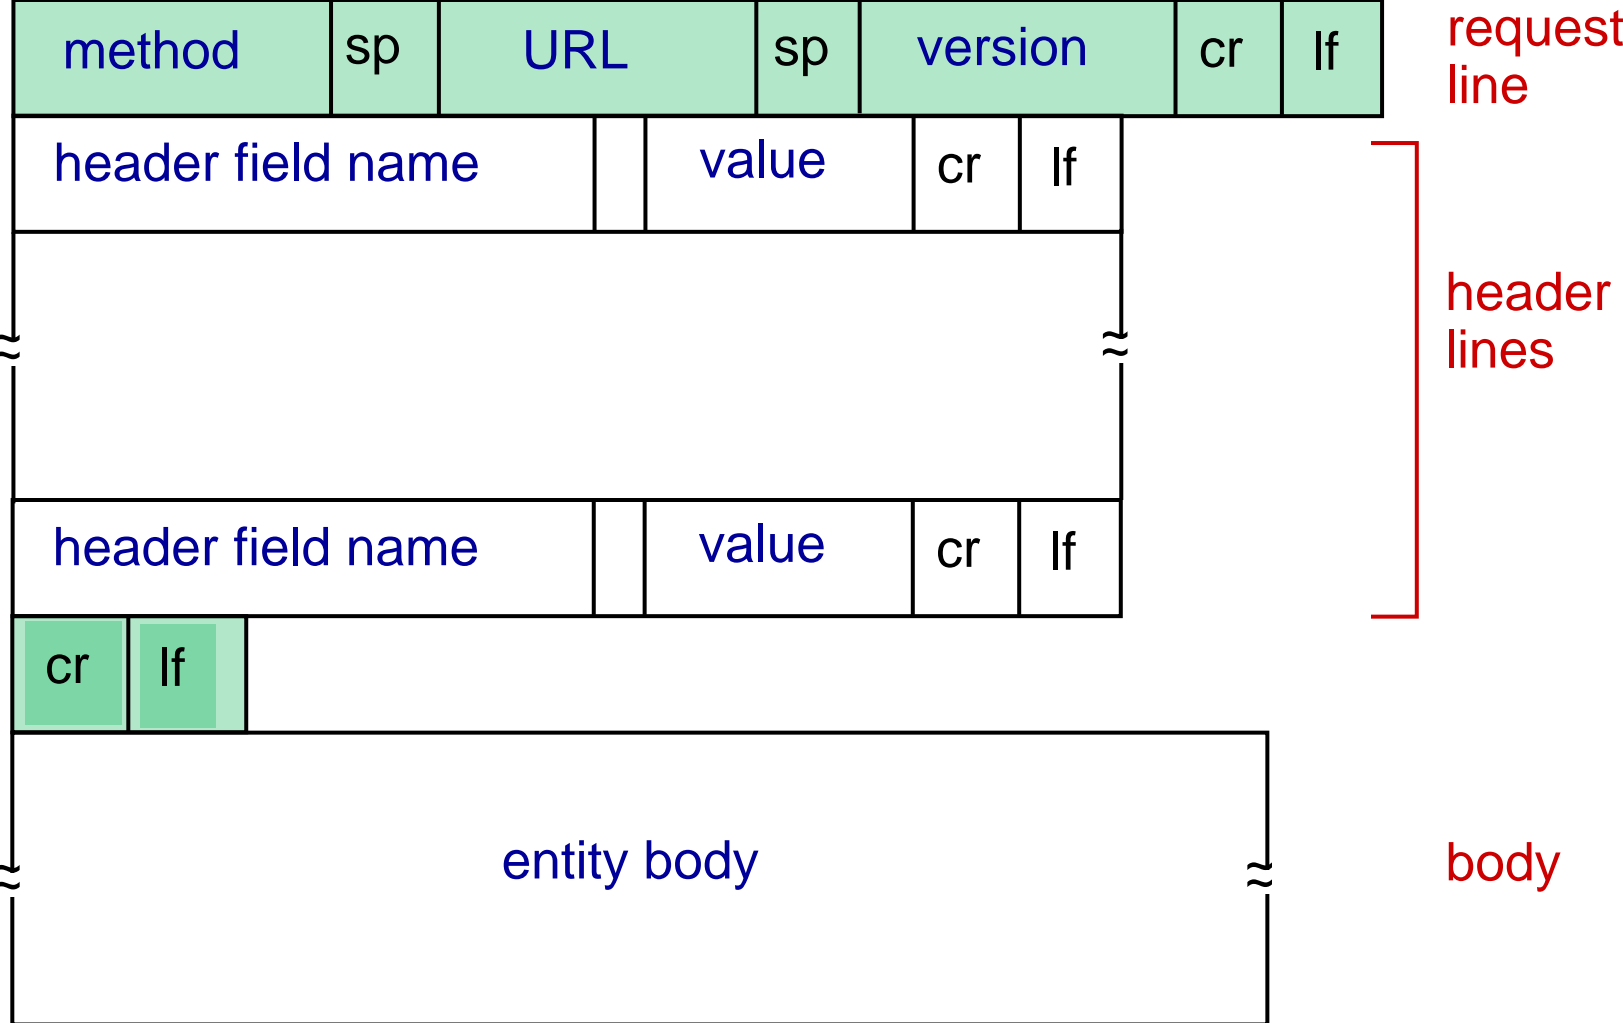 method sp URL sp version cr lf
request
line
header field name value cr lf
header
lines
header field name value cr lf
cr lf
entity body
body